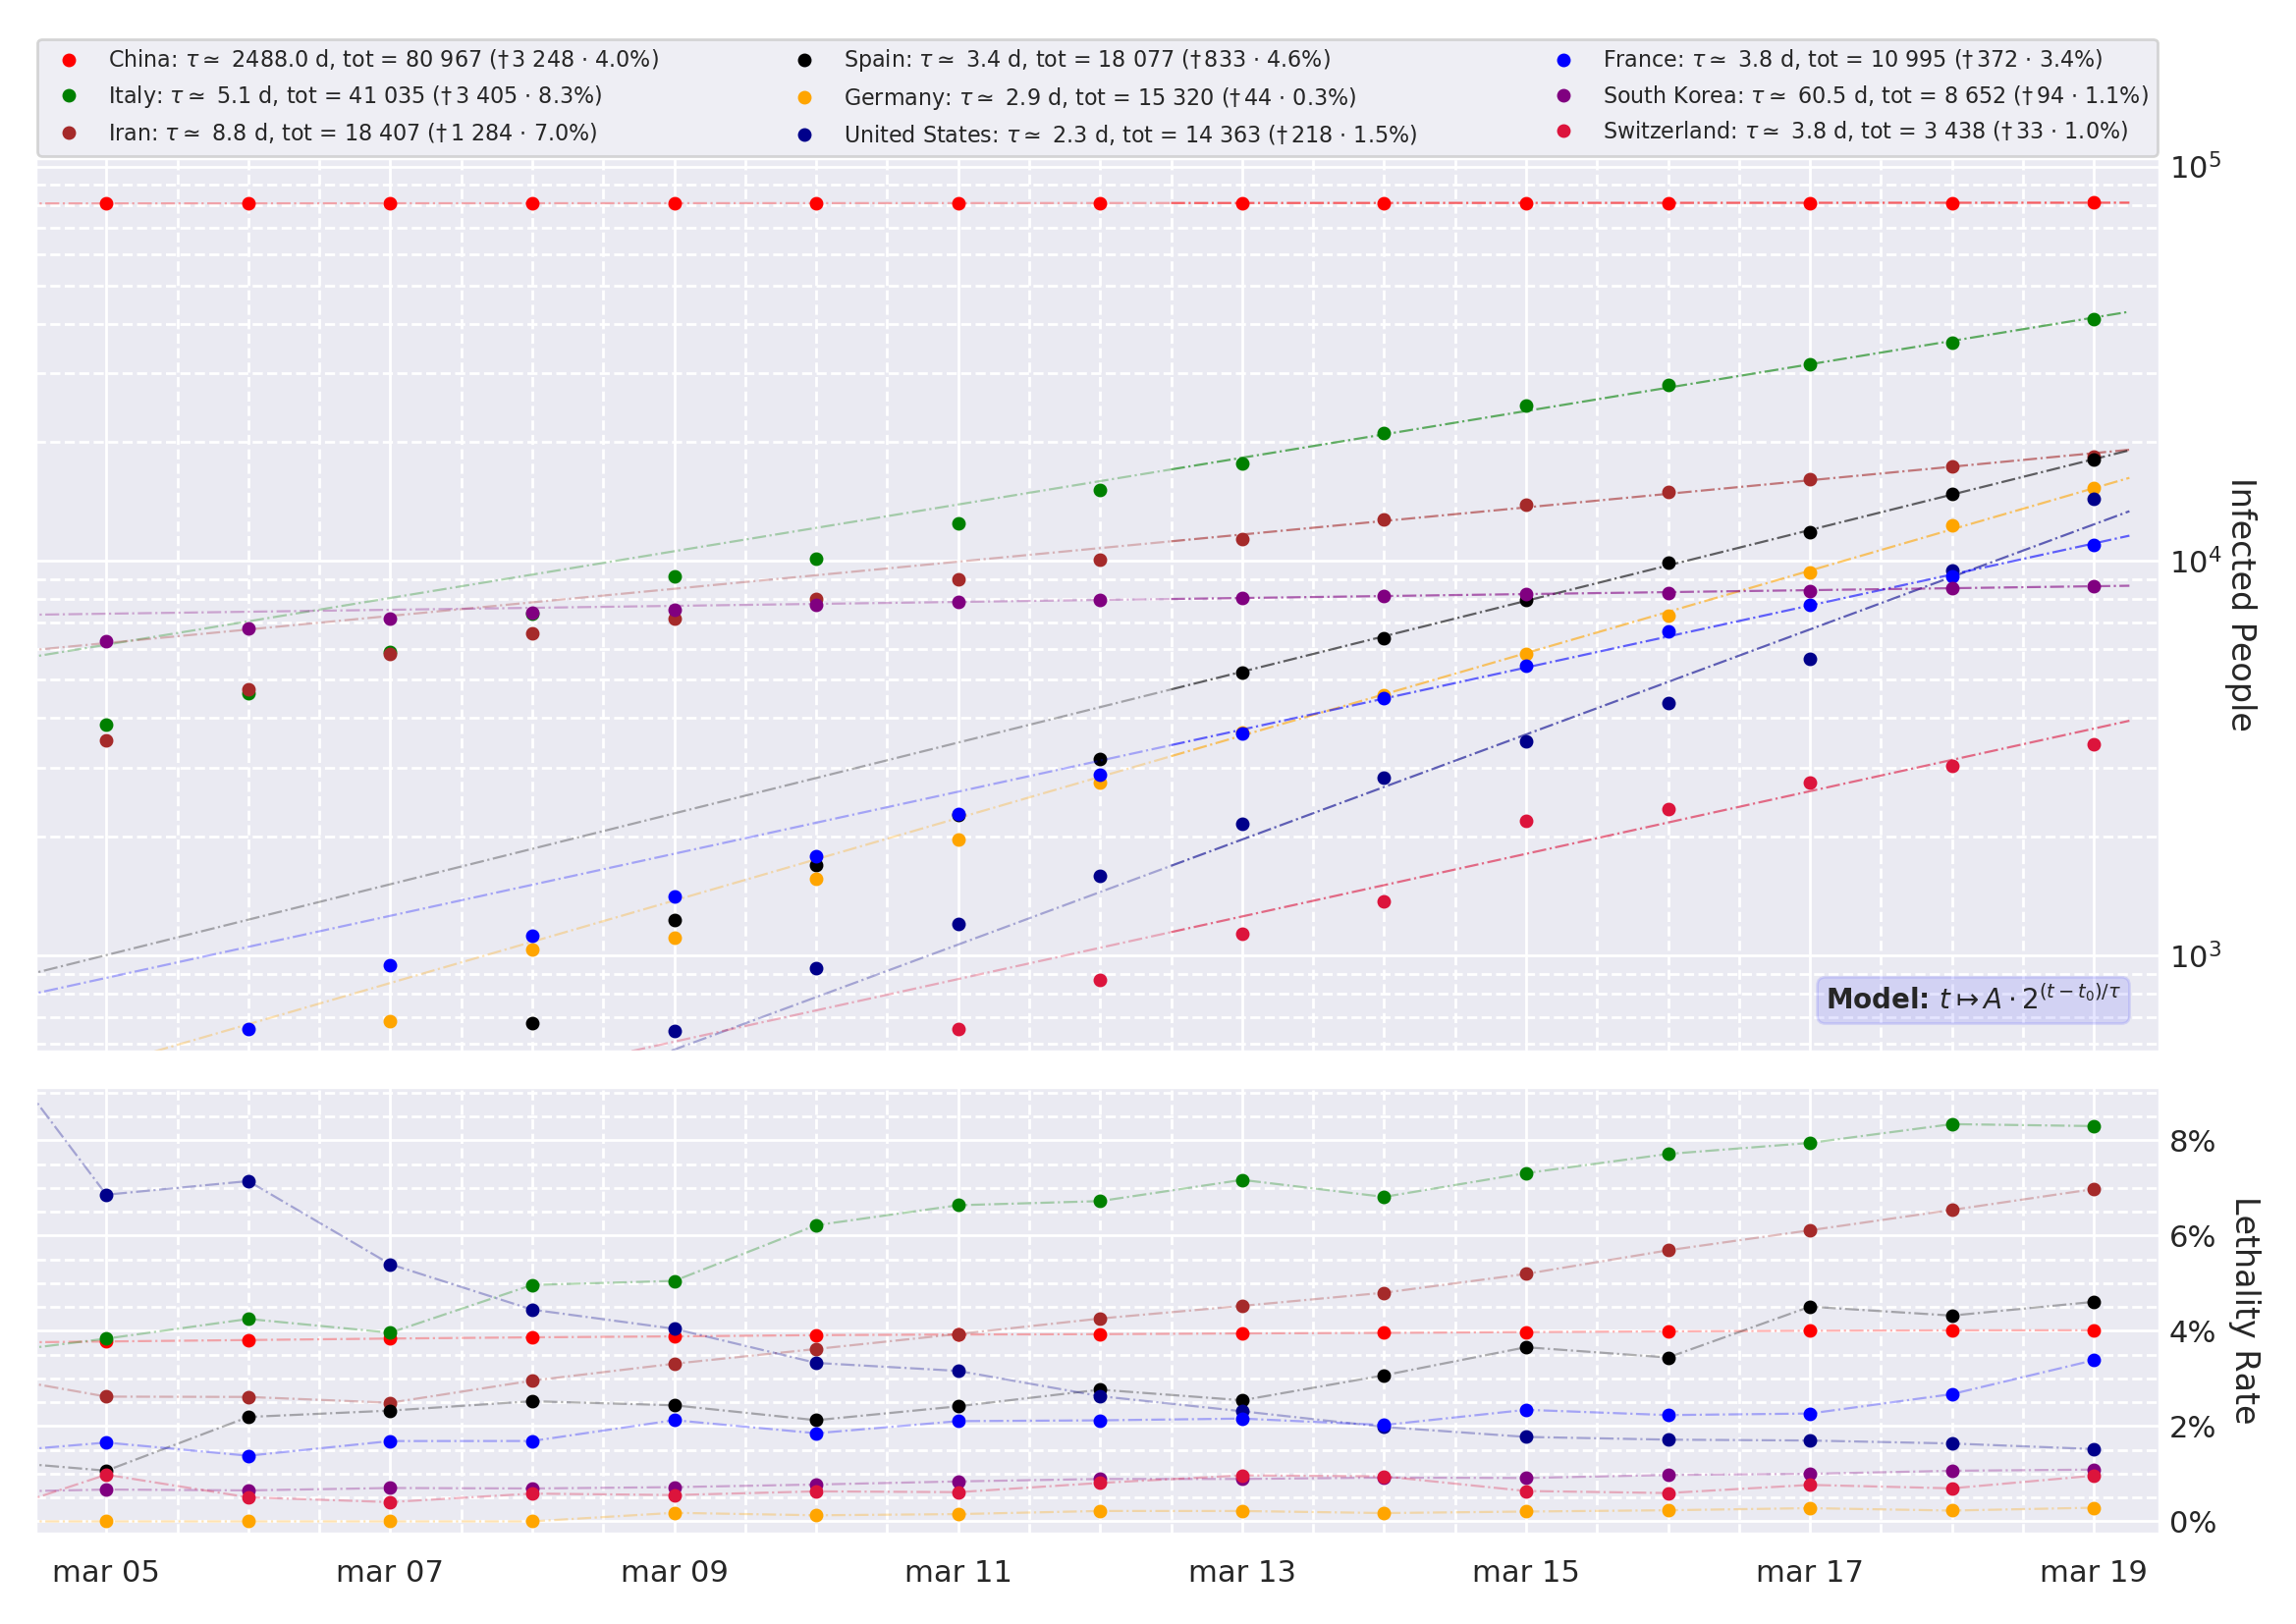 China: τ ≃ 2488.0 d, tot = 80 967 (†3 248 · 4.0%)
Italy: τ ≃ 5.1 d, tot = 41 035 (†3 405 · 8.3%)
Iran: τ ≃ 8.8 d, tot = 18 407 (†1 284 · 7.0%)
Spain: τ ≃ 3.4 d, tot = 18 077 (†833 · 4.6%)
Germany: τ ≃ 2.9 d, tot = 15 320 (†44 · 0.3%)
United States: τ ≃ 2.3 d, tot = 14 363 (†218 · 1.5%)
France: τ ≃ 3.8 d, tot = 10 995 (†372 · 3.4%)
South Korea: τ ≃ 60.5 d, tot = 8 652 (†94 · 1.1%)
Switzerland: τ ≃ 3.8 d, tot = 3 438 (†33 · 1.0%)
10⁵
10⁴
10³
Infected People
Model: t ↦ A · 2^(t − t₀)/τ
8%
6%
4%
2%
0%
Lethality Rate
mar 05 mar 07 mar 09 mar 11 mar 13 mar 15 mar 17 mar 19